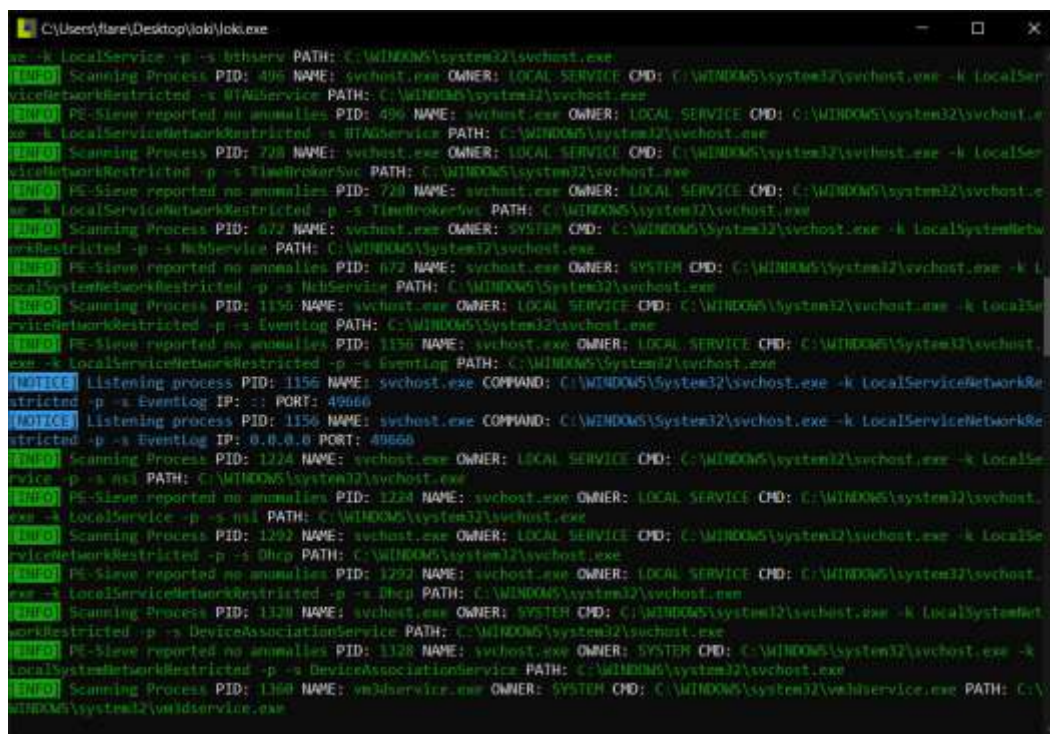 C:\Users\flare\Desktop\loki\loki.exe
xe -k LocalService -p -s bthserv PATH: C:\WINDOWS\system32\svchost.exe
[INFO] Scanning Process PID: 496 NAME: svchost.exe OWNER: LOCAL SERVICE CMD: C:\WINDOWS\system32\svchost.exe -k LocalSer
viceNetworkRestricted -s BTAGService PATH: C:\WINDOWS\system32\svchost.exe
[INFO] PE-Sieve reported no anomalies PID: 496 NAME: svchost.exe OWNER: LOCAL SERVICE CMD: C:\WINDOWS\system32\svchost.e
xe -k LocalServiceNetworkRestricted -s BTAGService PATH: C:\WINDOWS\system32\svchost.exe
[INFO] Scanning Process PID: 728 NAME: svchost.exe OWNER: LOCAL SERVICE CMD: C:\WINDOWS\system32\svchost.exe -k LocalSer
viceNetworkRestricted -p -s TimeBrokerSvc PATH: C:\WINDOWS\system32\svchost.exe
[INFO] PE-Sieve reported no anomalies PID: 728 NAME: svchost.exe OWNER: LOCAL SERVICE CMD: C:\WINDOWS\system32\svchost.e
xe -k LocalServiceNetworkRestricted -p -s TimeBrokerSvc PATH: C:\WINDOWS\system32\svchost.exe
[INFO] Scanning Process PID: 672 NAME: svchost.exe OWNER: SYSTEM CMD: C:\WINDOWS\System32\svchost.exe -k LocalSystemNetw
orkRestricted -p -s NcbService PATH: C:\WINDOWS\System32\svchost.exe
[INFO] PE-Sieve reported no anomalies PID: 672 NAME: svchost.exe OWNER: SYSTEM CMD: C:\WINDOWS\System32\svchost.exe -k L
ocalSystemNetworkRestricted -p -s NcbService PATH: C:\WINDOWS\System32\svchost.exe
[INFO] Scanning Process PID: 1156 NAME: svchost.exe OWNER: LOCAL SERVICE CMD: C:\WINDOWS\System32\svchost.exe -k LocalSe
rviceNetworkRestricted -p -s EventLog PATH: C:\WINDOWS\System32\svchost.exe
[INFO] PE-Sieve reported no anomalies PID: 1156 NAME: svchost.exe OWNER: LOCAL SERVICE CMD: C:\WINDOWS\System32\svchost.
exe -k LocalServiceNetworkRestricted -p -s EventLog PATH: C:\WINDOWS\System32\svchost.exe
[NOTICE] Listening process PID: 1156 NAME: svchost.exe COMMAND: C:\WINDOWS\System32\svchost.exe -k LocalServiceNetworkRe
stricted -p -s EventLog IP: :: PORT: 49666
[NOTICE] Listening process PID: 1156 NAME: svchost.exe COMMAND: C:\WINDOWS\System32\svchost.exe -k LocalServiceNetworkRe
stricted -p -s EventLog IP: 0.0.0.0 PORT: 49666
[INFO] Scanning Process PID: 1224 NAME: svchost.exe OWNER: LOCAL SERVICE CMD: C:\WINDOWS\system32\svchost.exe -k LocalSe
rvice -p -s nsi PATH: C:\WINDOWS\system32\svchost.exe
[INFO] PE-Sieve reported no anomalies PID: 1224 NAME: svchost.exe OWNER: LOCAL SERVICE CMD: C:\WINDOWS\system32\svchost.
exe -k LocalService -p -s nsi PATH: C:\WINDOWS\system32\svchost.exe
[INFO] Scanning Process PID: 1292 NAME: svchost.exe OWNER: LOCAL SERVICE CMD: C:\WINDOWS\system32\svchost.exe -k LocalSe
rviceNetworkRestricted -p -s Dhcp PATH: C:\WINDOWS\system32\svchost.exe
[INFO] PE-Sieve reported no anomalies PID: 1292 NAME: svchost.exe OWNER: LOCAL SERVICE CMD: C:\WINDOWS\system32\svchost.
exe -k LocalServiceNetworkRestricted -p -s Dhcp PATH: C:\WINDOWS\system32\svchost.exe
[INFO] Scanning Process PID: 1328 NAME: svchost.exe OWNER: SYSTEM CMD: C:\WINDOWS\system32\svchost.exe -k LocalSystemNet
workRestricted -p -s DeviceAssociationService PATH: C:\WINDOWS\system32\svchost.exe
[INFO] PE-Sieve reported no anomalies PID: 1328 NAME: svchost.exe OWNER: SYSTEM CMD: C:\WINDOWS\system32\svchost.exe -k
LocalSystemNetworkRestricted -p -s DeviceAssociationService PATH: C:\WINDOWS\system32\svchost.exe
[INFO] Scanning Process PID: 1360 NAME: vm3dservice.exe OWNER: SYSTEM CMD: C:\WINDOWS\system32\vm3dservice.exe PATH: C:\
WINDOWS\system32\vm3dservice.exe